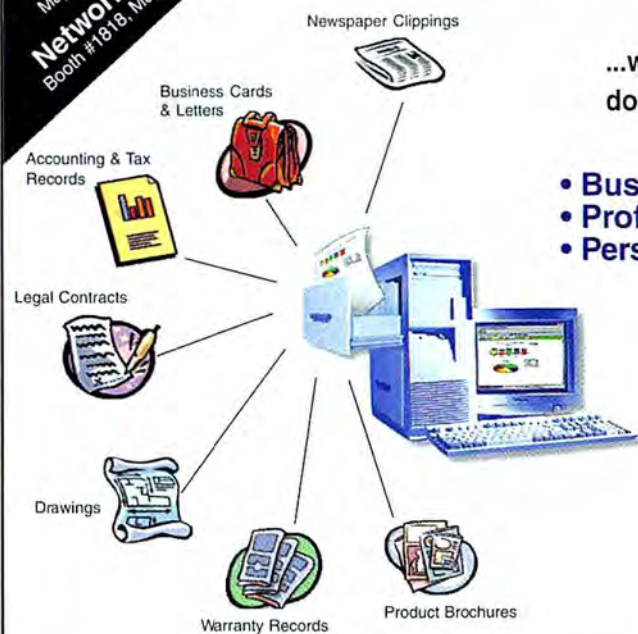 Network
Booth #1818,
Newspaper Clippings
Business Cards
& Letters
Accounting & Tax
Records
Legal Contracts
Drawings
Warranty Records
Product Brochures
• Bus
• Prof
• Pers